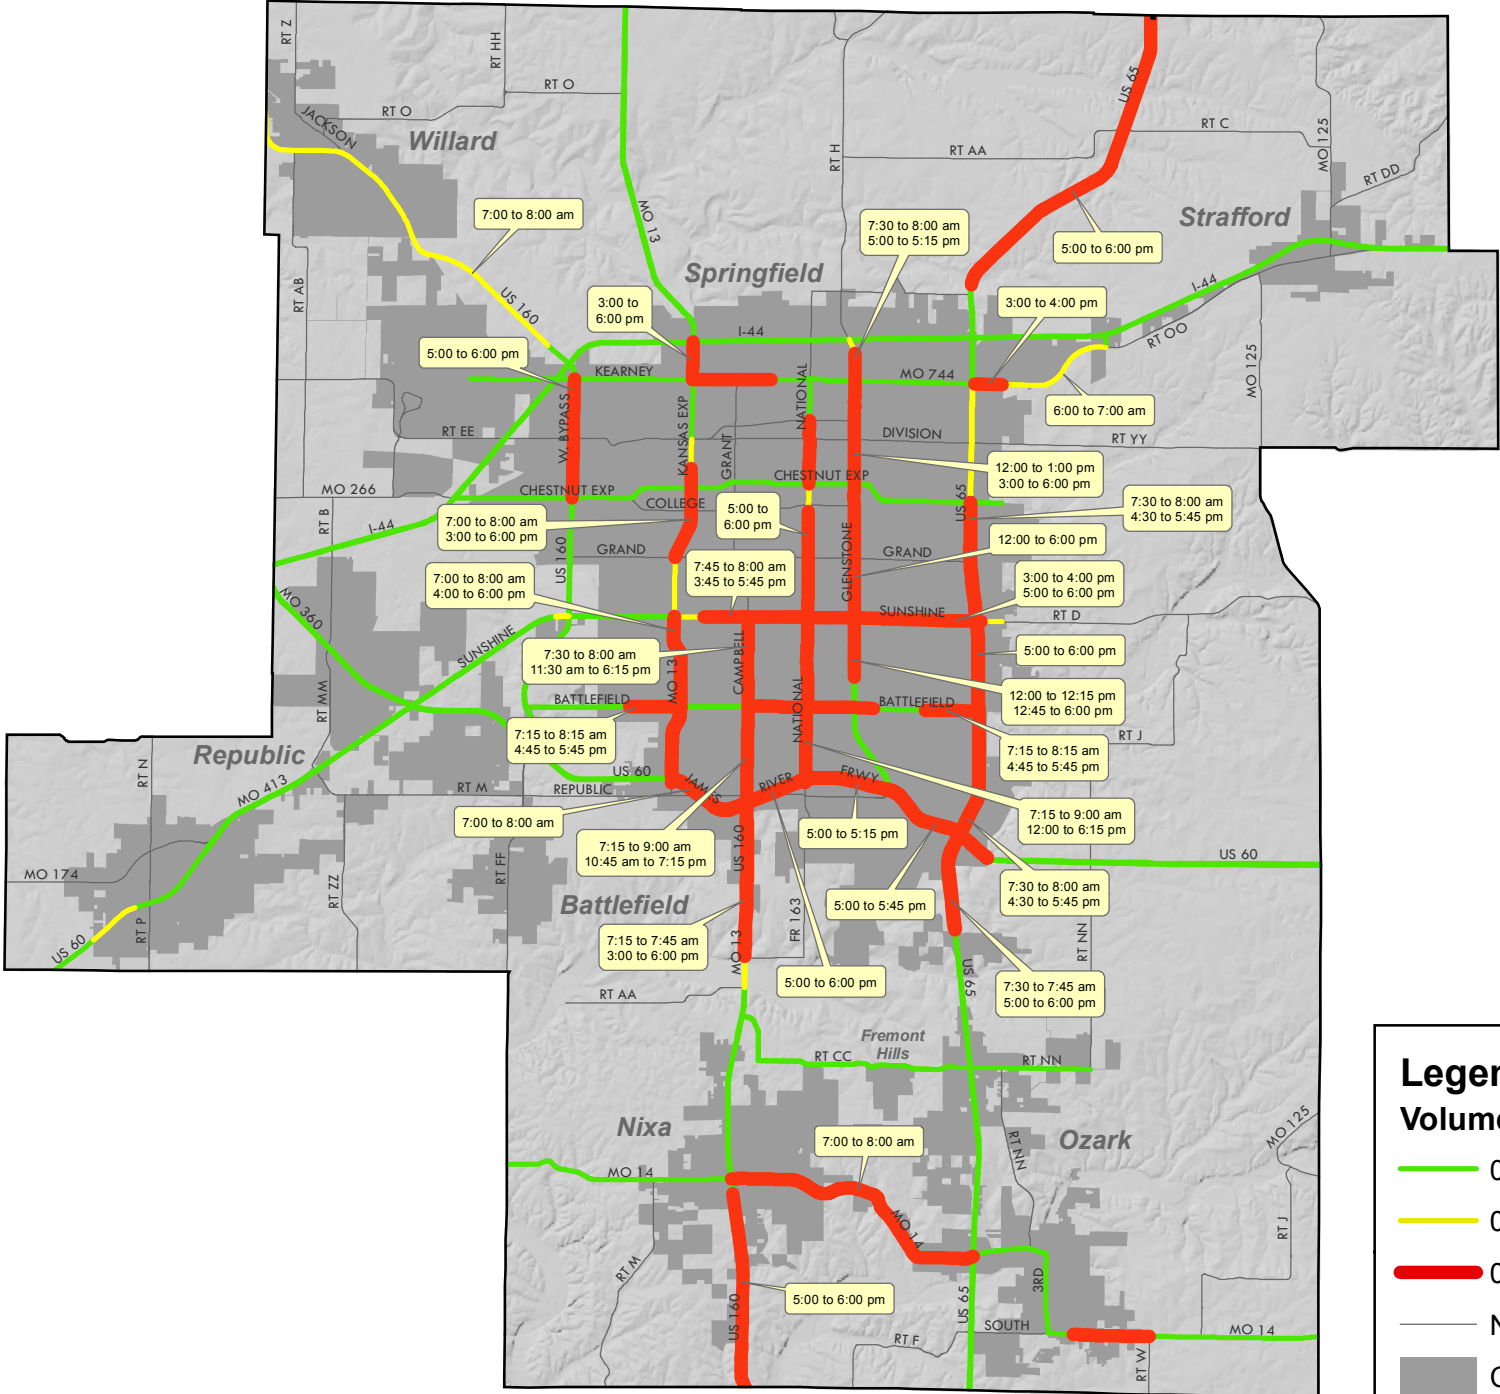 RT Z
RT HH
RT O
RT O
JACKSON
Willard
MO 13
RT H
US 65
RT C
RT AA
MO 125
RT DD
Strafford
7:00 to 8:00 am
7:30 to 8:00 am
5:00 to 5:15 pm
5:00 to 6:00 pm
Springfield
RT AB
US 160
3:00 to
6:00 pm
3:00 to 4:00 pm
I-44
I-44
RT OO
MO 125
5:00 to 6:00 pm
KEARNEY
MO 744
NATIONAL
6:00 to 7:00 am
W. BYPASS
KANSAS EXP
GRANT
RT EE
DIVISION
RT YY
12:00 to 1:00 pm
3:00 to 6:00 pm
CHESTNUT EXP
CHESTNUT EXP
MO 266
COLLEGE
US 65
7:30 to 8:00 am
4:30 to 5:45 pm
RT B
I-44
7:00 to 8:00 am
3:00 to 6:00 pm
5:00 to
6:00 pm
12:00 to 6:00 pm
GRAND
GRAND
GLENSTONE
US 160
7:45 to 8:00 am
3:45 to 5:45 pm
7:00 to 8:00 am
4:00 to 6:00 pm
3:00 to 4:00 pm
5:00 to 6:00 pm
MO 360
SUNSHINE
RT D
SUNSHINE
CAMPBELL
7:30 to 8:00 am
11:30 am to 6:15 pm
5:00 to 6:00 pm
MO 13
RT MM
BATTLEFIELD
BATTLEFIELD
NATIONAL
12:00 to 12:15 pm
12:45 to 6:00 pm
7:15 to 8:15 am
4:45 to 5:45 pm
RT J
7:15 to 8:15 am
4:45 to 5:45 pm
Republic
RT N
MO 413
US 60
RT M
REPUBLIC
JAMES
RIVER
FRWY
7:00 to 8:00 am
7:15 to 9:00 am
10:45 am to 7:15 pm
5:00 to 5:15 pm
7:15 to 9:00 am
12:00 to 6:15 pm
US 160
US 60
MO 174
RT ZZ
RT FF
7:30 to 8:00 am
4:30 to 5:45 pm
Battlefield
5:00 to 5:45 pm
FR 163
RT P
US 60
7:15 to 7:45 am
3:00 to 6:00 pm
MO 13
RT NN
5:00 to 6:00 pm
US 65
7:30 to 7:45 am
5:00 to 6:00 pm
RT AA
Fremont
Hills
RT CC
RT NN
Legen
Volume
Nixa
7:00 to 8:00 am
Ozark
RT NN
MO 125
MO 14
0
MO 14
0
RT M
RT J
0
3RD
5:00 to 6:00 pm
US 160
US 65
SOUTH
RT F
MO 14
RT W
N
C